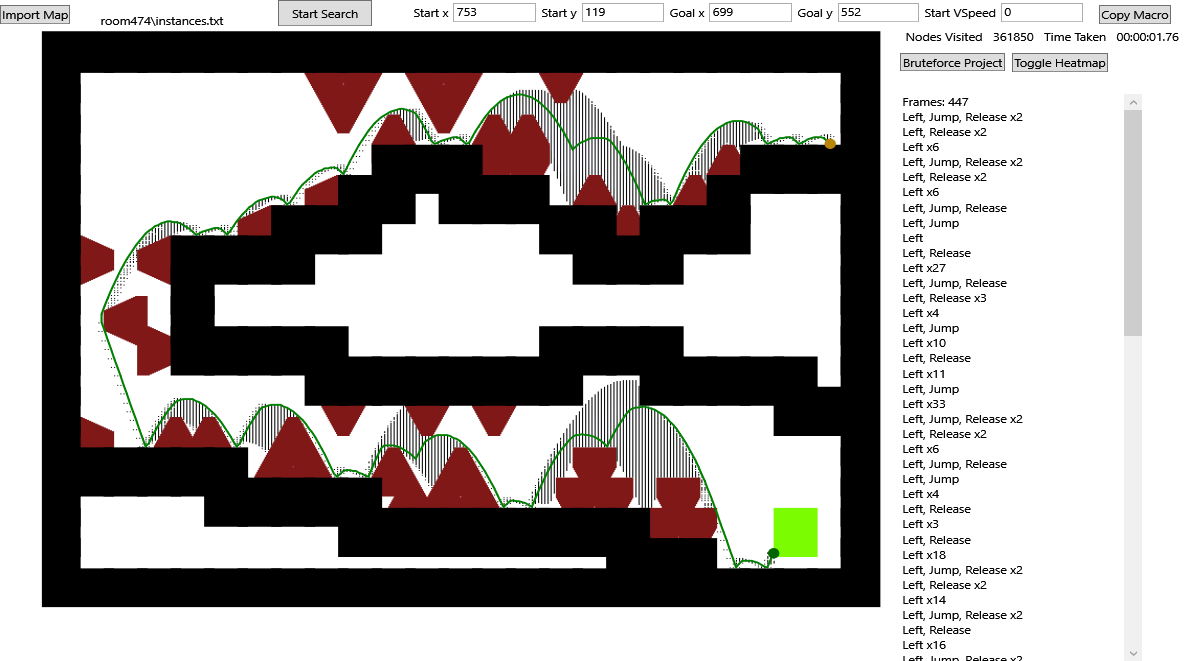 Import Map
room474\instances.txt
Start Search
Start x 753 Start y 119 Goal x 699 Goal y 552 Start VSpeed 0
Copy Macro
Nodes Visited 361850 Time Taken 00:00:01.76
Bruteforce Project Toggle Heatmap
Frames: 447
Left, Jump, Release x2
Left, Release x2
Left x6
Left, Jump, Release x2
Left, Release x2
Left x6
Left, Jump, Release
Left, Jump
Left
Left, Release
Left x27
Left, Jump, Release
Left, Release x3
Left x4
Left, Jump
Left x10
Left, Release
Left x11
Left, Jump
Left x33
Left, Jump, Release x2
Left, Release x2
Left x6
Left, Jump, Release
Left, Jump
Left x4
Left, Release
Left x3
Left, Release
Left x18
Left, Jump, Release x2
Left, Release x2
Left x14
Left, Jump, Release x2
Left, Release
Left x16
Left, Jump, Release x2